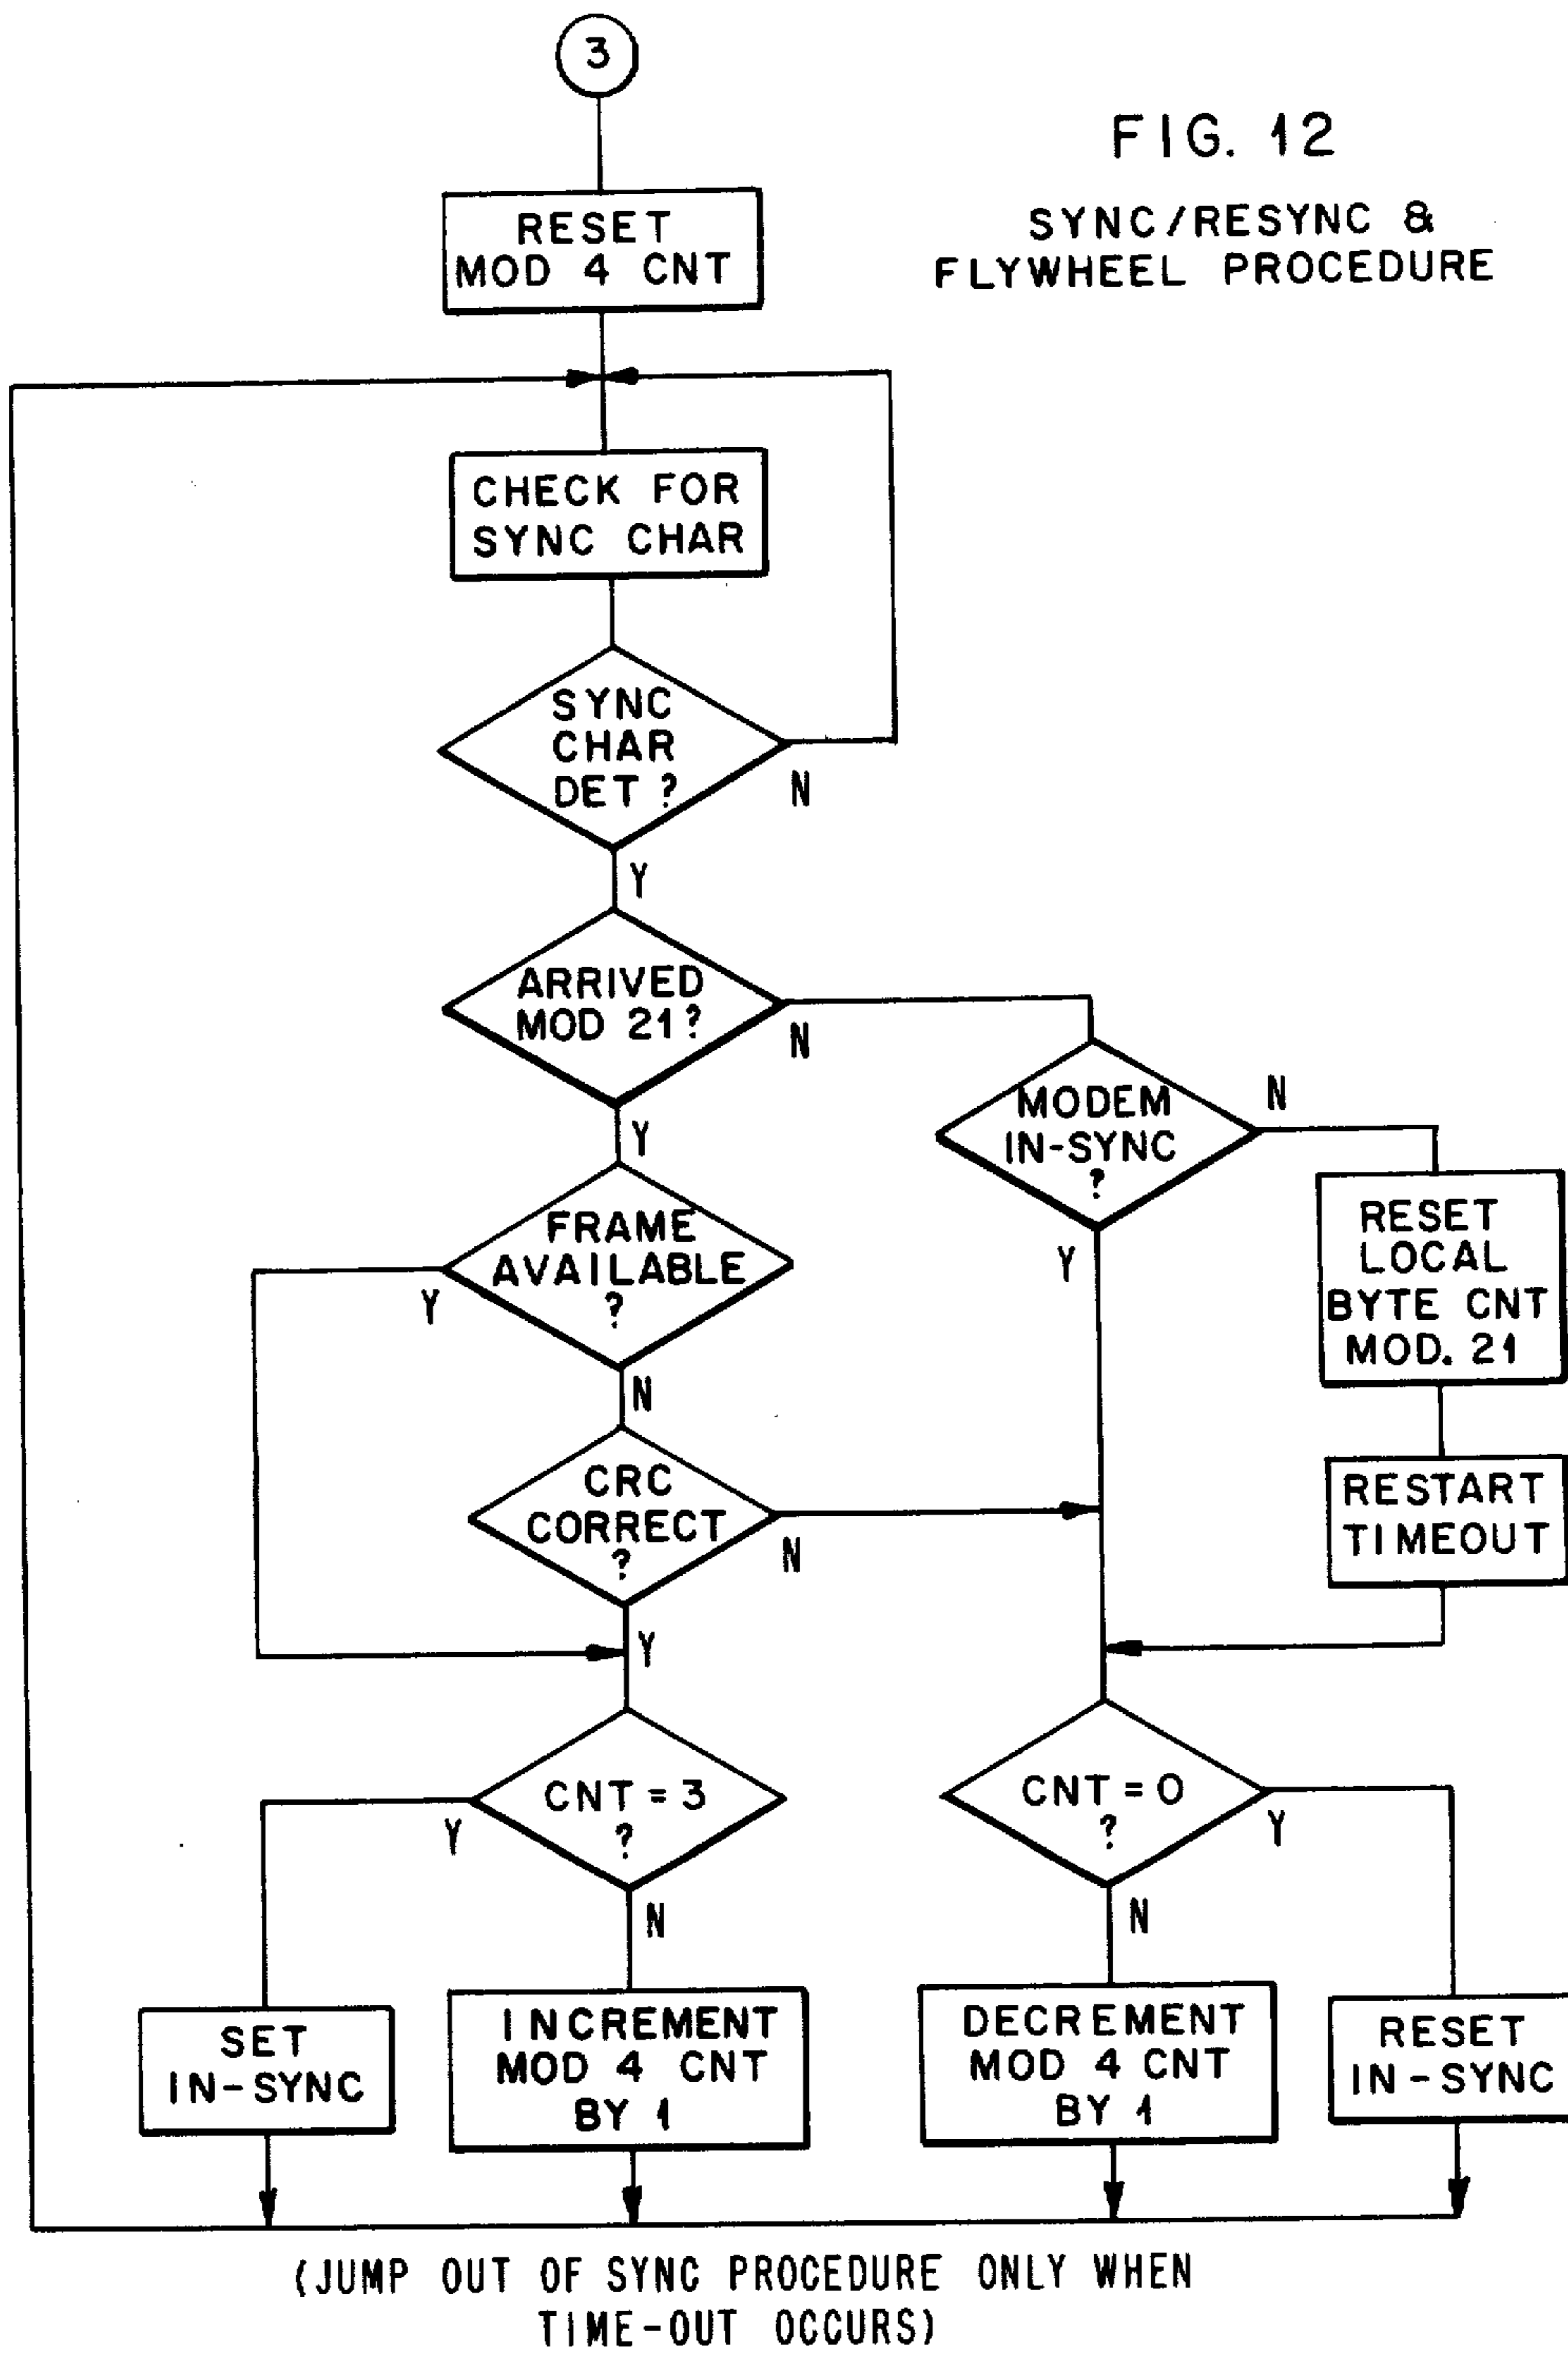 3
FIG. 12
SYNC/RESYNC &
FLYWHEEL PROCEDURE
RESET
MOD 4 CNT
CHECK FOR
SYNC CHAR
SYNC
CHAR
DET ?
N
Y
ARRIVED
MOD 21?
N
Y
MODEM
IN-SYNC
?
N
Y
RESET
LOCAL
BYTE CNT
MOD. 21
FRAME
AVAILABLE
?
Y
N
CRC
CORRECT
?
N
Y
RESTART
TIMEOUT
CNT = 3
?
Y
N
CNT = 0
?
Y
N
SET
IN-SYNC
INCREMENT
MOD 4 CNT
BY 1
DECREMENT
MOD 4 CNT
BY 1
RESET
IN-SYNC
(JUMP OUT OF SYNC PROCEDURE ONLY WHEN
TIME-OUT OCCURS)